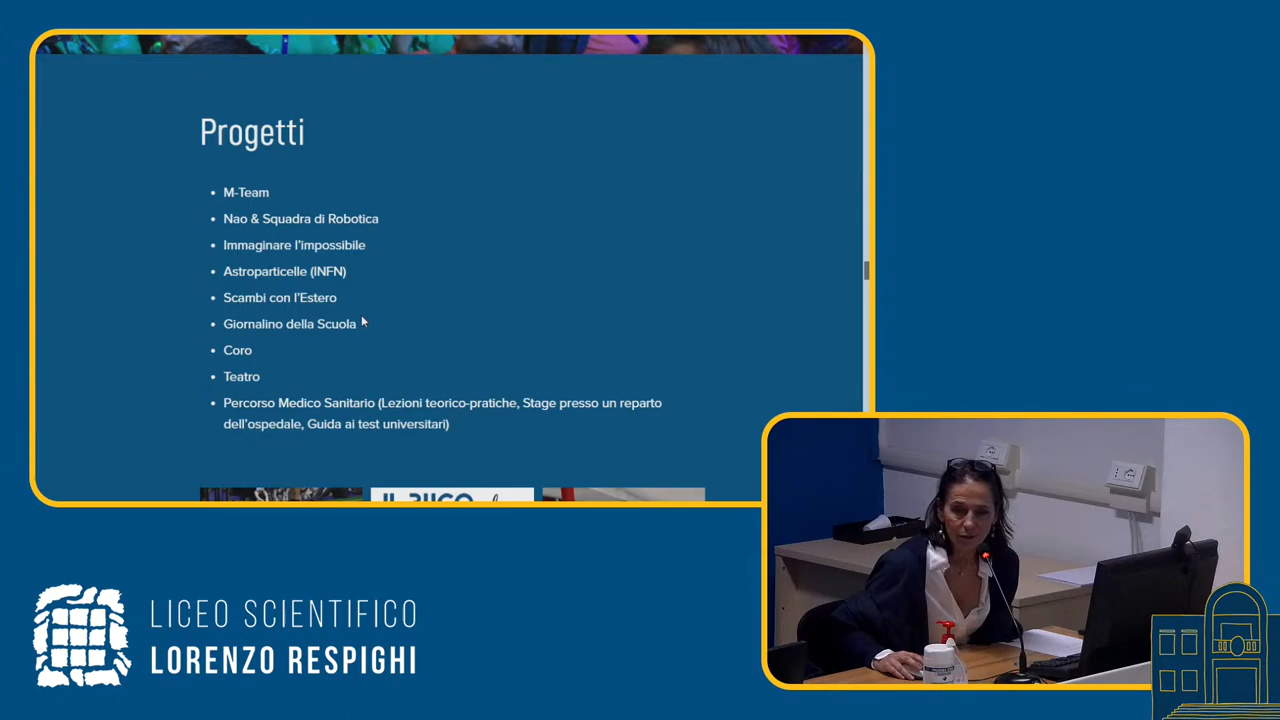 Progetti
• M-Team
• Nao & Squadra di Robotica
• Immaginare l'impossibile
• Astroparticelle (INFN)
• Scambi con l'Estero
• Giornalino della Scuola
• Coro
• Teatro
• Percorso Medico Sanitario (Lezioni teorico-pratiche, Stage presso un reparto
dell'ospedale, Guida ai test universitari)
LICEO SCIENTIFICO
LORENZO RESPIGHI